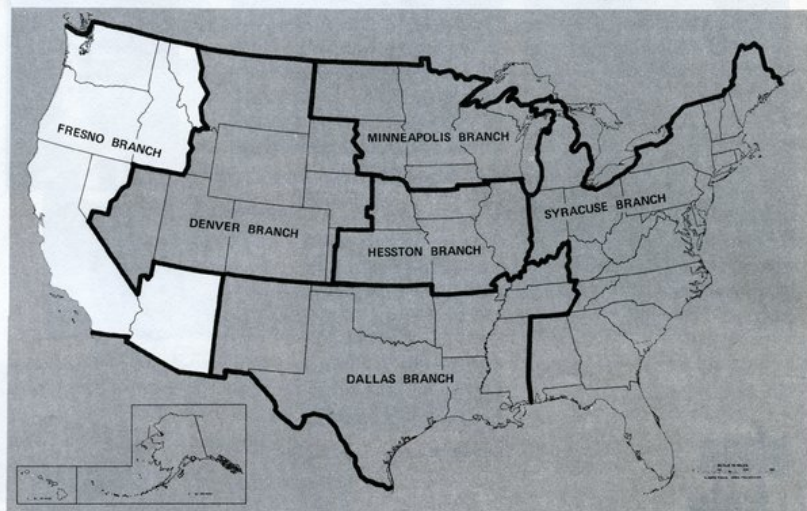 FRESNO BRANCH
MINNEAPOLIS BRANCH
SYRACUSE BRANCH
DENVER BRANCH
HESSTON BRANCH
DALLAS BRANCH